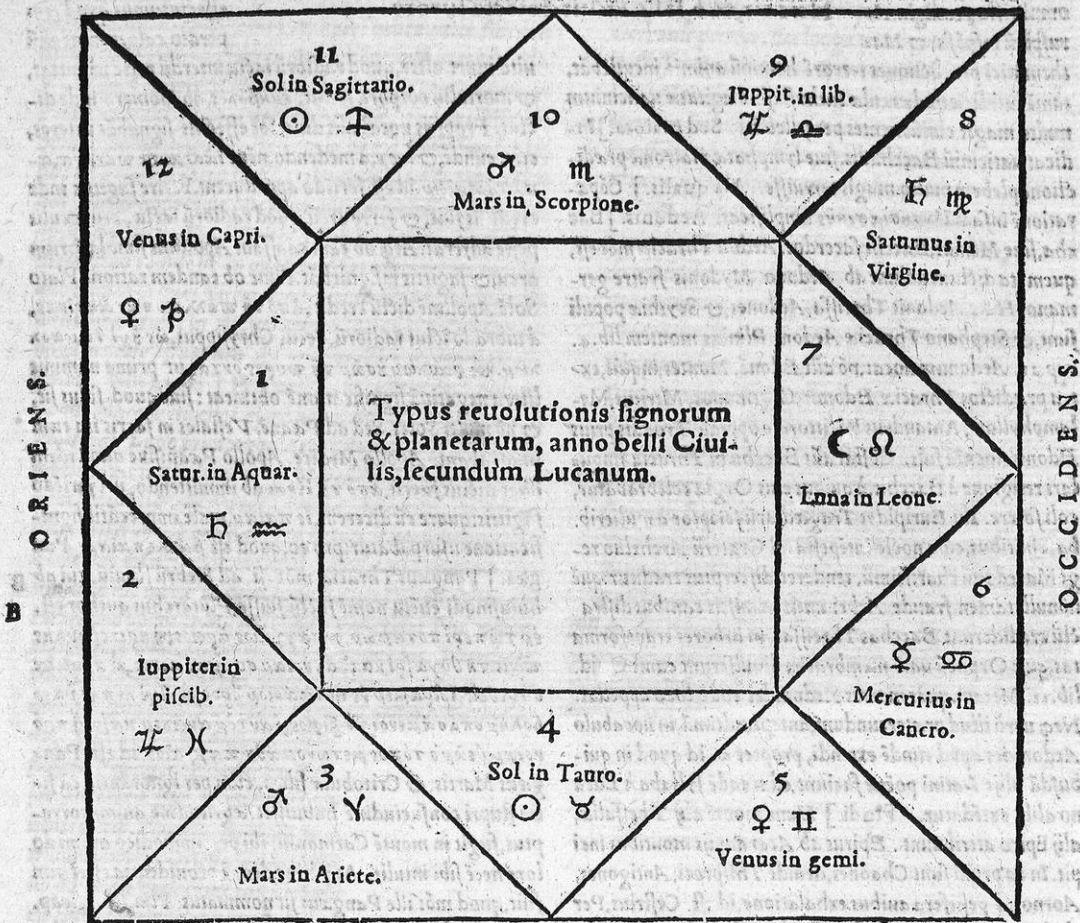 11
Sol in Sagittario.
☉ ♐
10
♂ ♏
Mars in Scorpione.
9
Iuppit. in lib.
♃ ♎
8
♄ ♍
Saturnus in
Virgine.
12
Venus in Capri.
♀ ♑
1
Satur. in Aquar.
♄ ♒
Typus reuolutionis signorum
& planetarum, anno belli Ciui-
lis, secundum Lucanum.
7
☾ ♌
Luna in Leone.
ORIENS.
OCCIDENS.
2
B
Iuppiter in
piscib.
♃ ♓
6
☿ ♋
Mercurius in
Cancro.
3
♂ ♈
Mars in Ariete.
4
Sol in Tauro.
☉ ♉
5
♀ ♊
Venus in gemi.